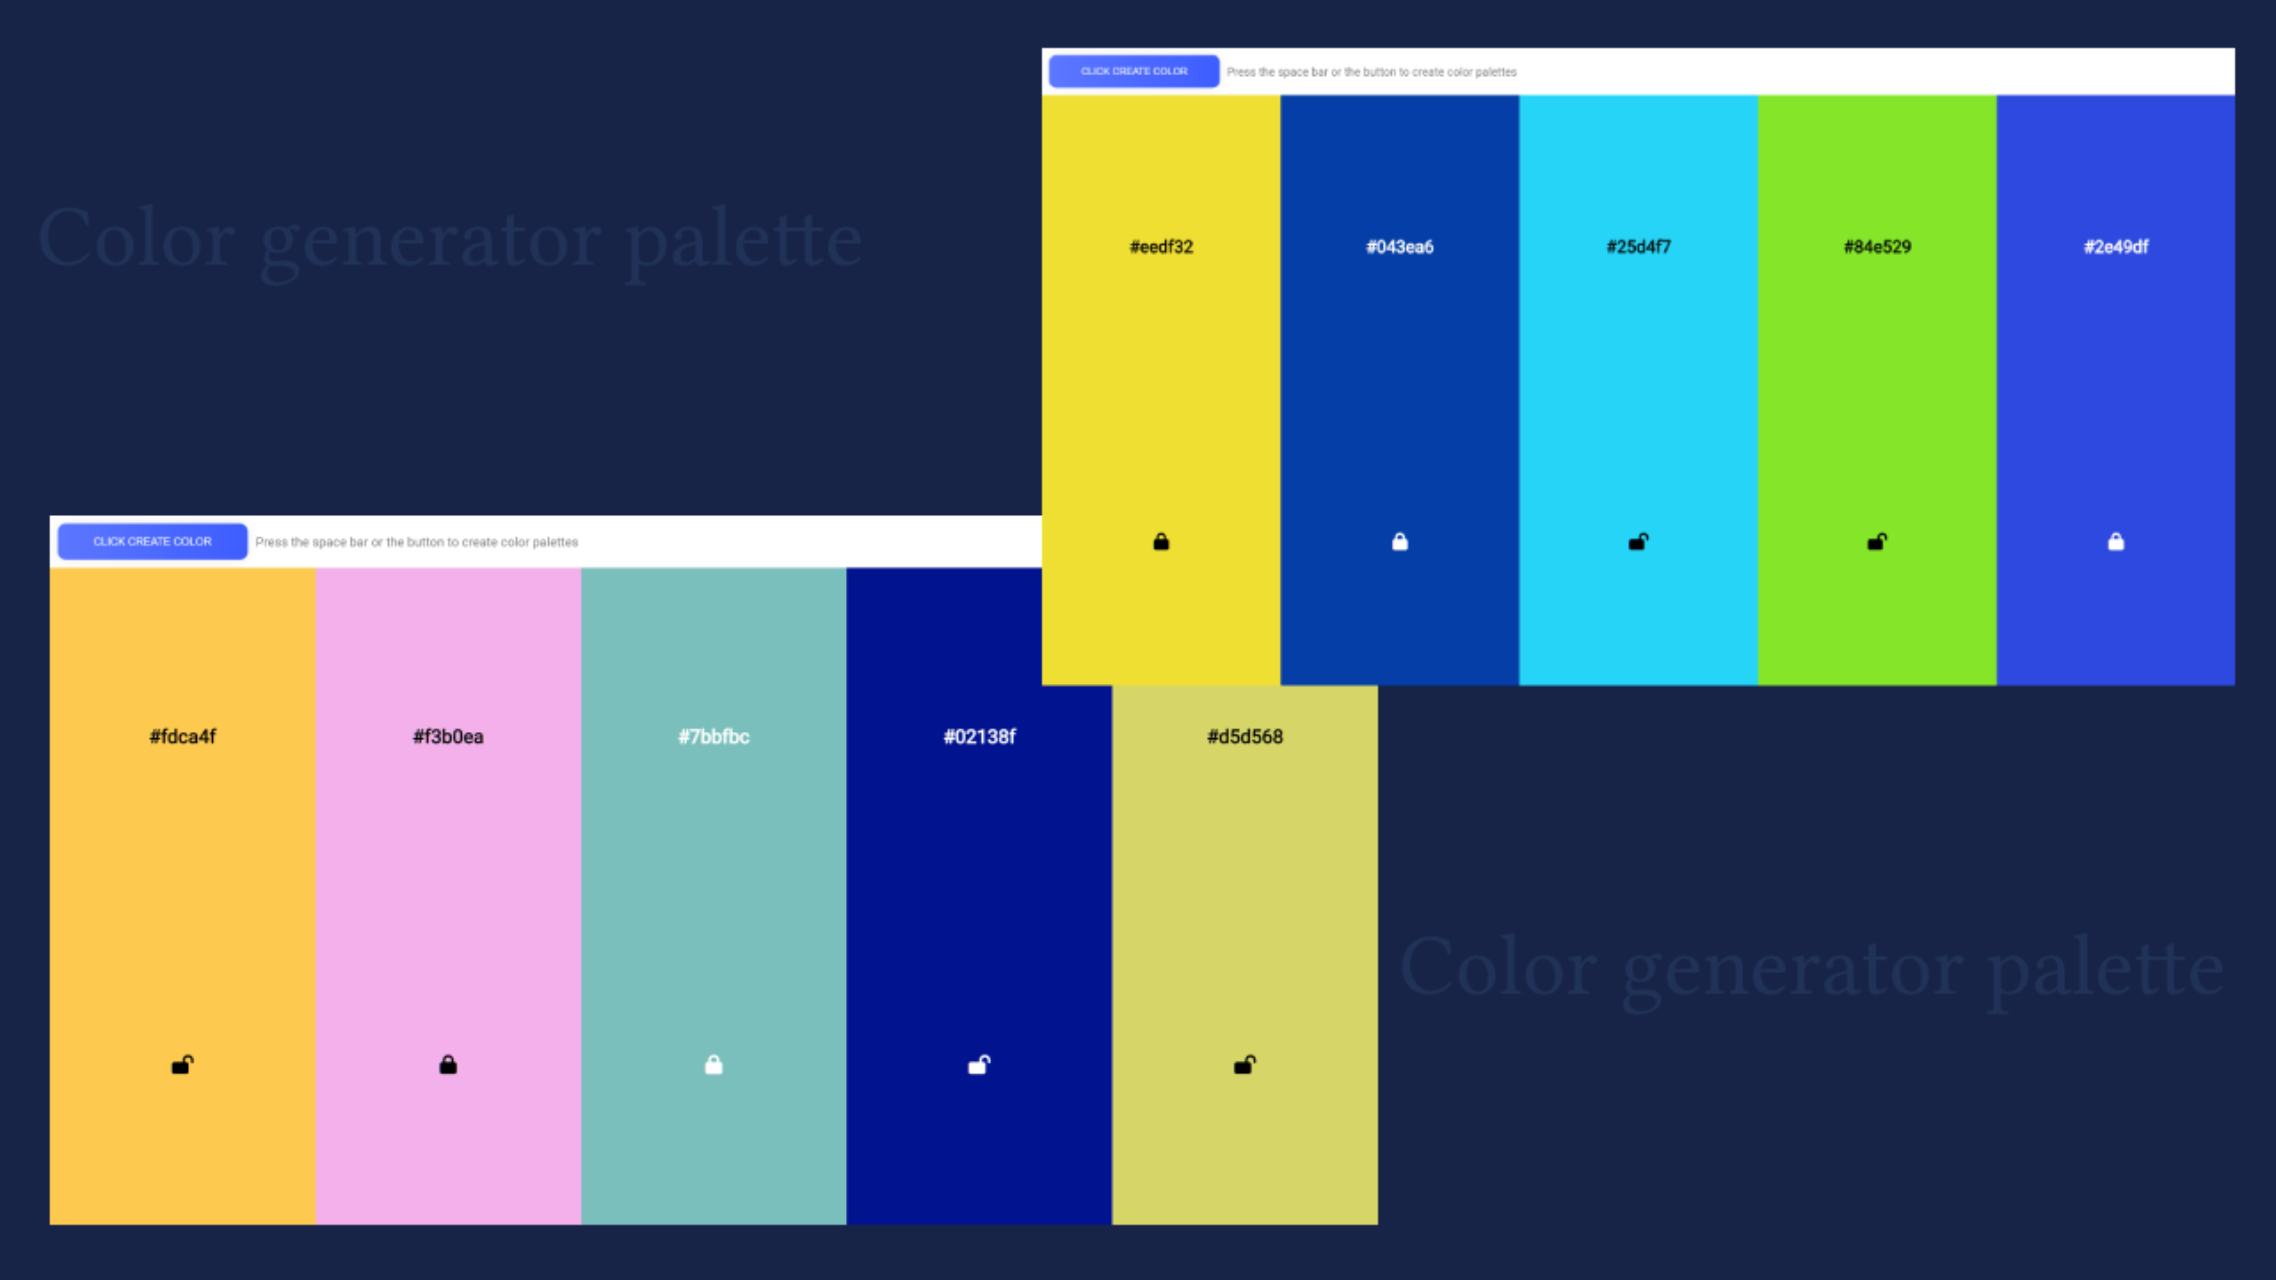 CLICK CREATE COLOR Press the space bar or the button to create color palettes
Color generator palette
#eedf32 #043ea6 #25d4f7 #84e529 #2e49df
CLICK CREATE COLOR Press the space bar or the button to create color palettes
#fdca4f #f3b0ea #7bbfbc #02138f #d5d568
Color generator palette